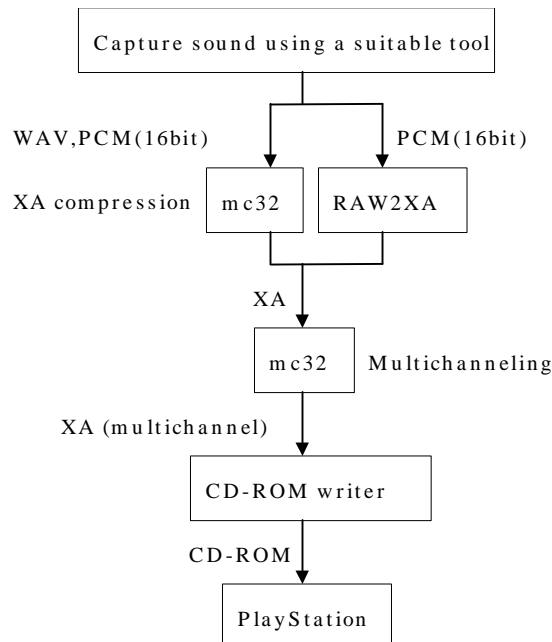 Capture sound using a suitable tool
WAV,PCM(16bit)
PCM(16bit)
XA compression
mc32
RAW2XA
XA
mc32
Multichanneling
XA (multichannel)
CD-ROM writer
CD-ROM
PlayStation